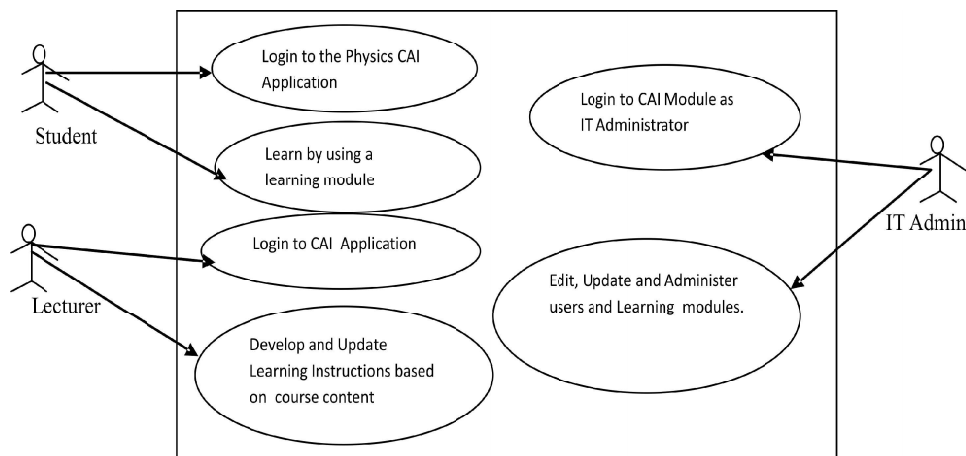 Login to the Physics CAI
Application
Student
Learn by using a
learning module
Login to CAI Application
Lecturer
Develop and Update
Learning Instructions based
on course content
Login to CAI Module as
IT Administrator
IT Admin
Edit, Update and Administer
users and Learning modules.